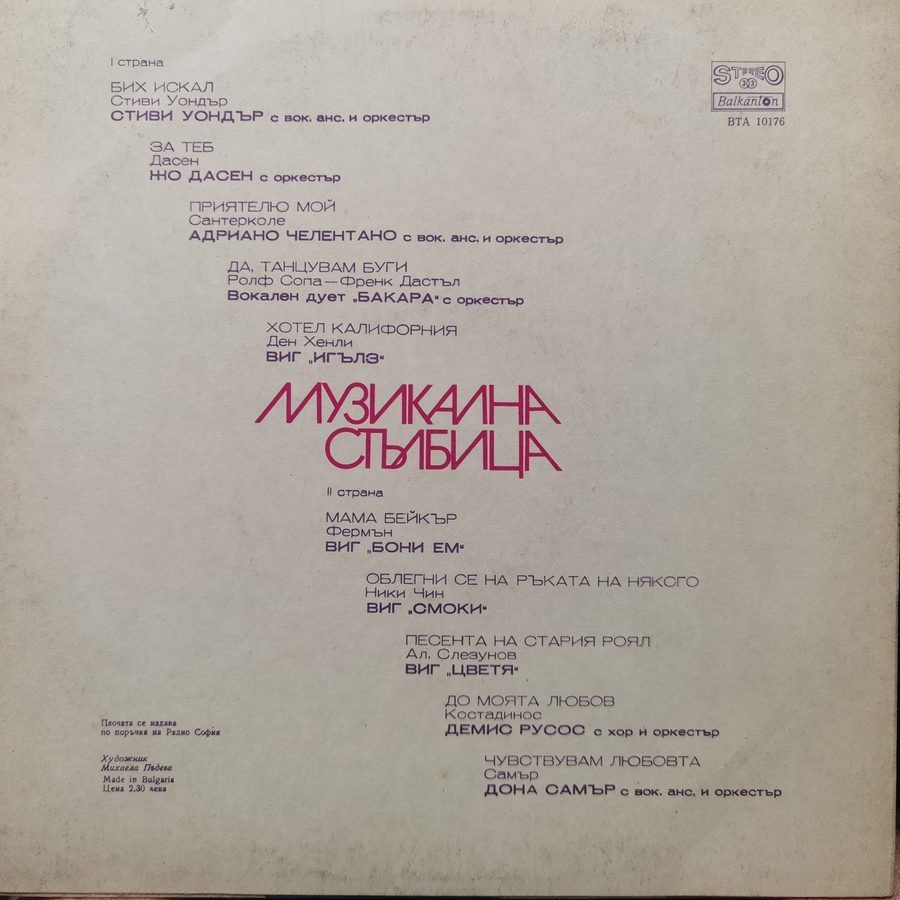 I страна
STEREO
33
Balkanton
ВТА 10176
БИХ ИСКАЛ
Стиви Уондър
СТИВИ УОНДЪР с вок. анс. и оркестър
ЗА ТЕБ
Дасен
ЖО ДАСЕН с оркестър
ПРИЯТЕЛЮ МОЙ
Сантерколе
АДРИАНО ЧЕЛЕНТАНО с вок. анс. и оркестър
ДА, ТАНЦУВАМ БУГИ
Ролф Сопа — Френк Дастъл
Вокален дует „БАКАРА“ с оркестър
ХОТЕЛ КАЛИФОРНИЯ
Ден Хенли
ВИГ „ИГЪЛЗ“
МУЗИКАЛНА
СТЪЛБИЦА
II страна
МАМА БЕЙКЪР
Фермън
ВИГ „БОНИ ЕМ“
ОБЛЕГНИ СЕ НА РЪКАТА НА НЯКОГО
Ники Чин
ВИГ „СМОКИ“
ПЕСЕНТА НА СТАРИЯ РОЯЛ
Ал. Слезунов
ВИГ „ЦВЕТЯ“
ДО МОЯТА ЛЮБОВ
Костадинос
ДЕМИС РУСОС с хор и оркестър
ЧУВСТВУВАМ ЛЮБОВТА
Самър
ДОНА САМЪР с вок. анс. и оркестър
Плочата се издава
по поръчка на Радио София
Художник
Михаела Пъдева
Made in Bulgaria
Цена 2,30 лева